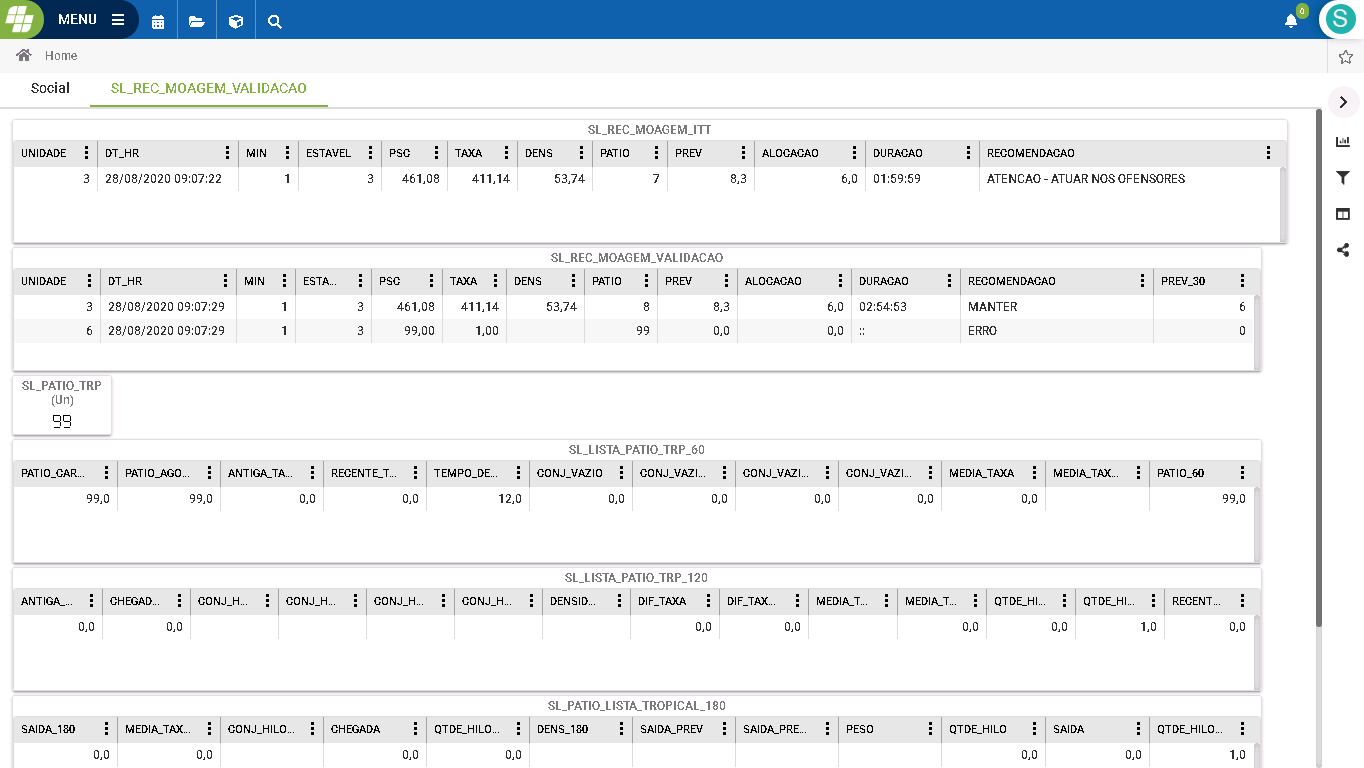 MENU
0
S
Home
Social SL_REC_MOAGEM_VALIDACAO
SL_REC_MOAGEM_ITT
UNIDADE DT_HR MIN ESTAVEL PSC TAXA DENS PATIO PREV ALOCACAO DURACAO RECOMENDACAO
3 28/08/2020 09:07:22 1 3 461,08 411,14 53,74 7 8,3 6,0 01:59:59 ATENCAO - ATUAR NOS OFENSORES
SL_REC_MOAGEM_VALIDACAO
UNIDADE DT_HR MIN ESTA... PSC TAXA DENS PATIO PREV ALOCACAO DURACAO RECOMENDACAO PREV_30
3 28/08/2020 09:07:29 1 3 461,08 411,14 53,74 8 8,3 6,0 02:54:53 MANTER 6
6 28/08/2020 09:07:29 1 3 99,00 1,00 99 0,0 0,0 :: ERRO 0
SL_PATIO_TRP
(Un)
99
SL_LISTA_PATIO_TRP_60
PATIO_CAR... PATIO_AGO... ANTIGA_TA... RECENTE_T... TEMPO_DE... CONJ_VAZIO CONJ_VAZI... CONJ_VAZI... CONJ_VAZI... MEDIA_TAXA MEDIA_TAX... PATIO_60
99,0 99,0 0,0 0,0 12,0 0,0 0,0 0,0 0,0 0,0 99,0
SL_LISTA_PATIO_TRP_120
ANTIGA_... CHEGAD... CONJ_H... CONJ_H... CONJ_H... CONJ_H... DENSID... DIF_TAXA DIF_TAX... MEDIA_T... MEDIA_T... QTDE_HI... QTDE_HI... RECENT...
0,0 0,0 0,0 0,0 0,0 0,0 1,0 0,0
SL_PATIO_LISTA_TROPICAL_180
SAIDA_180 MEDIA_TAX... CONJ_HILO... CHEGADA QTDE_HILO... DENS_180 SAIDA_PREV SAIDA_PRE... PESO QTDE_HILO SAIDA QTDE_HILO...
0,0 0,0 0,0 0,0 0,0 0,0 1,0